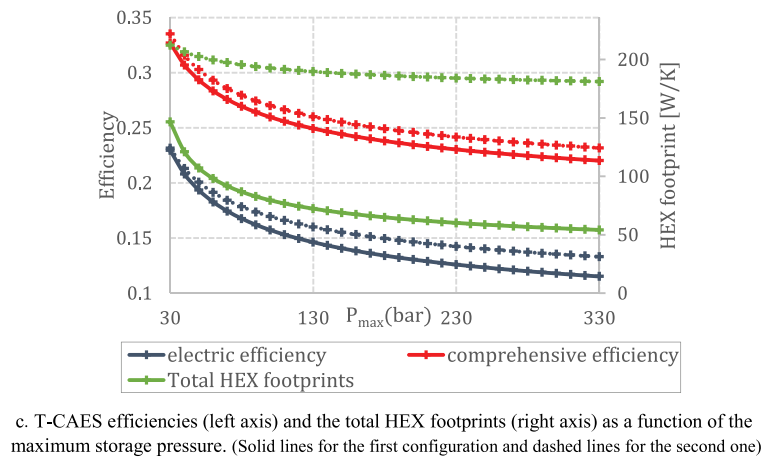 0.35
0.3
0.25
0.2
0.15
0.1
Efficiency
200
150
100
50
0
HEX footprint [W/K]
30 130 230 330
Pmax(bar)
electric efficiency
comprehensive efficiency
Total HEX footprints
c. T-CAES efficiencies (left axis) and the total HEX footprints (right axis) as a function of the
maximum storage pressure. (Solid lines for the first configuration and dashed lines for the second one)